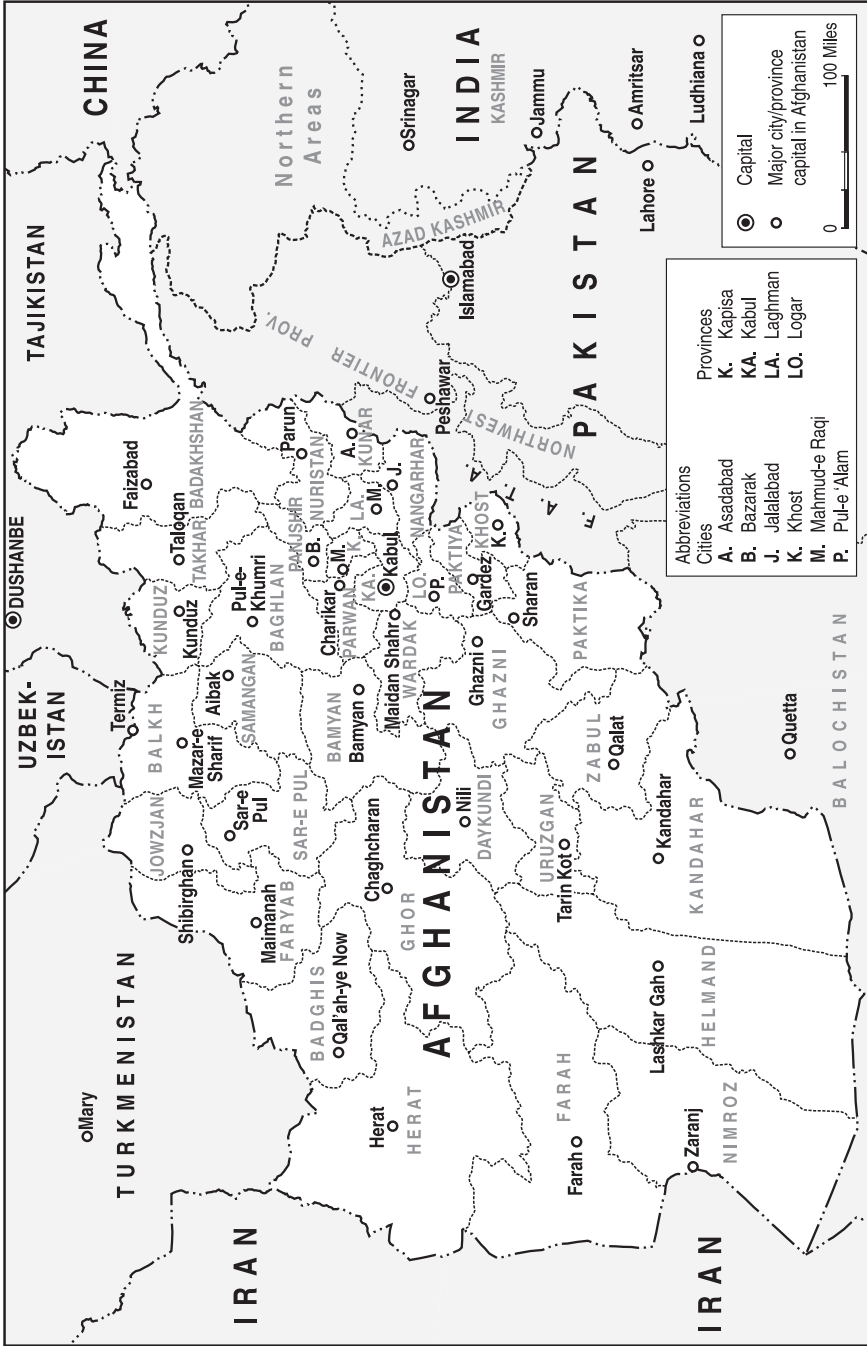 CHINA
TAJIKISTAN
DUSHANBE
UZBEK-
ISTAN
TURKMENISTAN
Mary
IRAN
IRAN
Termiz
Northern
Areas
Srinagar
INDIA
KASHMIR
Jammu
Amritsar
Ludhiana
Lahore
AZAD KASHMIR
Islamabad
PAKISTAN
NORTHWEST FRONTIER PROV.
Peshawar
F. A. T. A.
BALOCHISTAN
Quetta
AFGHANISTAN
Faizabad
BADAKHSHAN
Taloqan
TAKHAR
KUNDUZ
Kunduz
Pul-e-
Khumri
BAGHLAN
BALKH
Mazar-e
Sharif
Aibak
SAMANGAN
JOWZJAN
Shibirghan
Sar-e
Pul
SAR-E PUL
Maimanah
FARYAB
BADGHIS
Qal'ah-ye Now
Herat
HERAT
Chaghcharan
GHOR
BAMYAN
Bamyan
Parun
NURISTAN
PANJSHIR
B.
A.
KUNAR
LA.
M.
K.
M.
Charikar
PARWAN
KA.
Kabul
J.
NANGARHAR
Maidan Shahr
WARDAK
LO.
P.
PAKTIYA
Gardez
KHOST
K.
Sharan
PAKTIKA
Ghazni
GHAZNI
Nili
DAYKUNDI
URUZGAN
Tarin Kot
ZABUL
Qalat
Kandahar
KANDAHAR
Lashkar Gah
HELMAND
FARAH
Farah
Zaranj
NIMROZ
Abbreviations
Cities
A. Asadabad
B. Bazarak
J. Jalalabad
K. Khost
M. Mahmud-e Raqi
P. Pul-e 'Alam
Provinces
K. Kapisa
KA. Kabul
LA. Laghman
LO. Logar
Capital
Major city/province
capital in Afghanistan
0 100 Miles